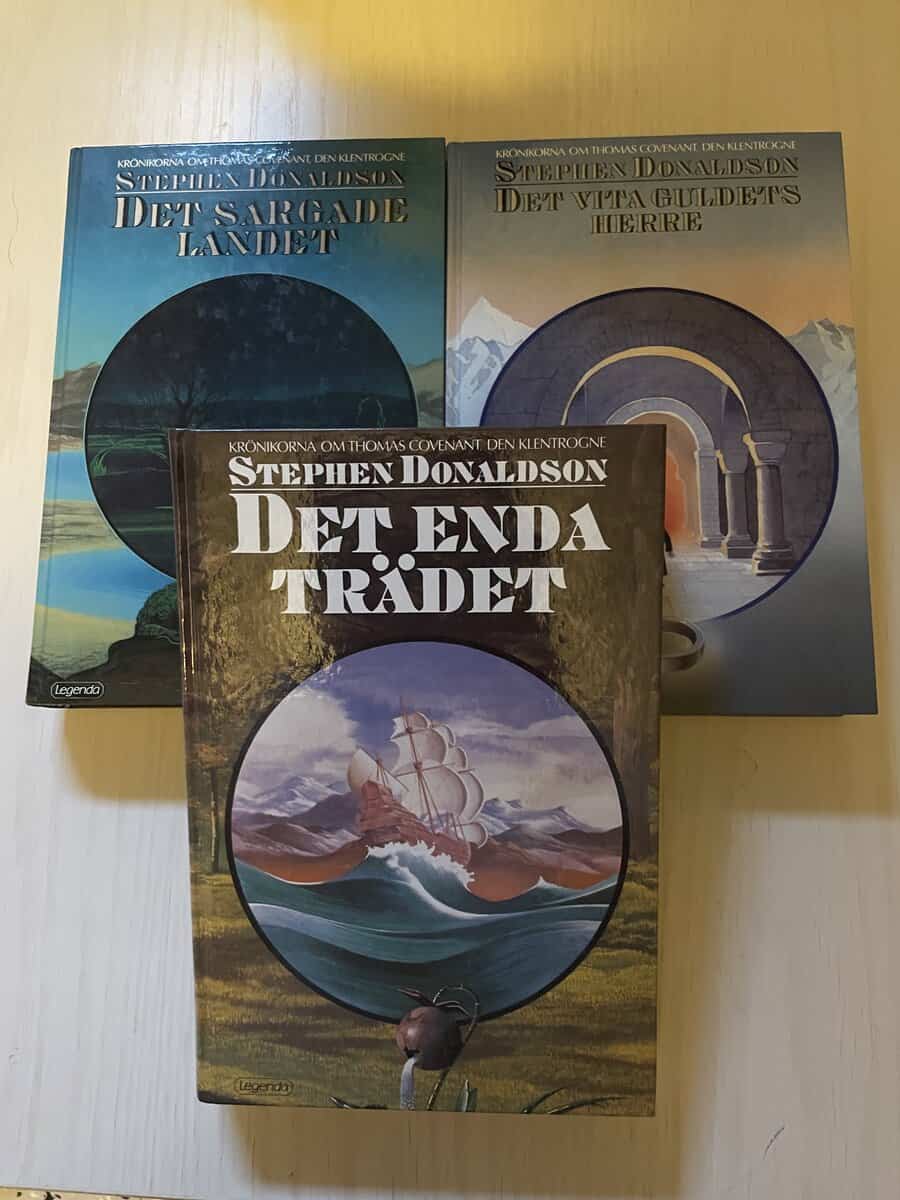 KRÖNIKORNA OM THOMAS COVENANT, DEN KLENTROGNE
STEPHEN DONALDSON
DET SARGADE
LANDET
Legenda
KRÖNIKORNA OM THOMAS COVENANT, DEN KLENTROGNE
STEPHEN DONALDSON
DET VITA GULDETS
HERRE
KRÖNIKORNA OM THOMAS COVENANT, DEN KLENTROGNE
STEPHEN DONALDSON
DET ENDA
TRÄDET
Legenda